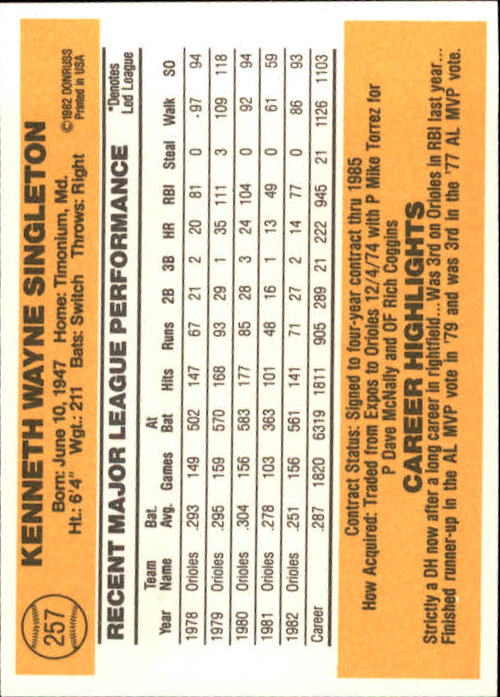 257
KENNETH WAYNE SINGLETON
Born: June 10, 1947 Home: Timonium, Md.
Ht.: 6'4" Wgt.: 211 Bats: Switch Throws: Right
©1982 DONRUSS
Printed in USA
RECENT MAJOR LEAGUE PERFORMANCE
*Denotes
Led League
Year Team Name Bat. Avg. Games At Bat Hits Runs 2B 3B HR RBI Steal Walk SO
1978 Orioles .293 149 502 147 67 21 2 20 81 0 ·97 94
1979 Orioles .295 159 570 168 93 29 1 35 111 3 109 118
1980 Orioles .304 156 583 177 85 28 3 24 104 0 92 94
1981 Orioles .278 103 363 101 48 16 1 13 49 0 61 59
1982 Orioles .251 156 561 141 71 27 2 14 77 0 86 93
Career .287 1820 6319 1811 905 289 21 222 945 21 1126 1103
Contract Status: Signed to four-year contract thru 1985
How Acquired: Traded from Expos to Orioles 12/4/74 with P Mike Torrez for
P Dave McNally and OF Rich Coggins
CAREER HIGHLIGHTS
Strictly a DH now after a long career in rightfield...Was 3rd on Orioles in RBI last year...
Finished runner-up in the AL MVP vote in '79 and was 3rd in the '77 AL MVP vote.